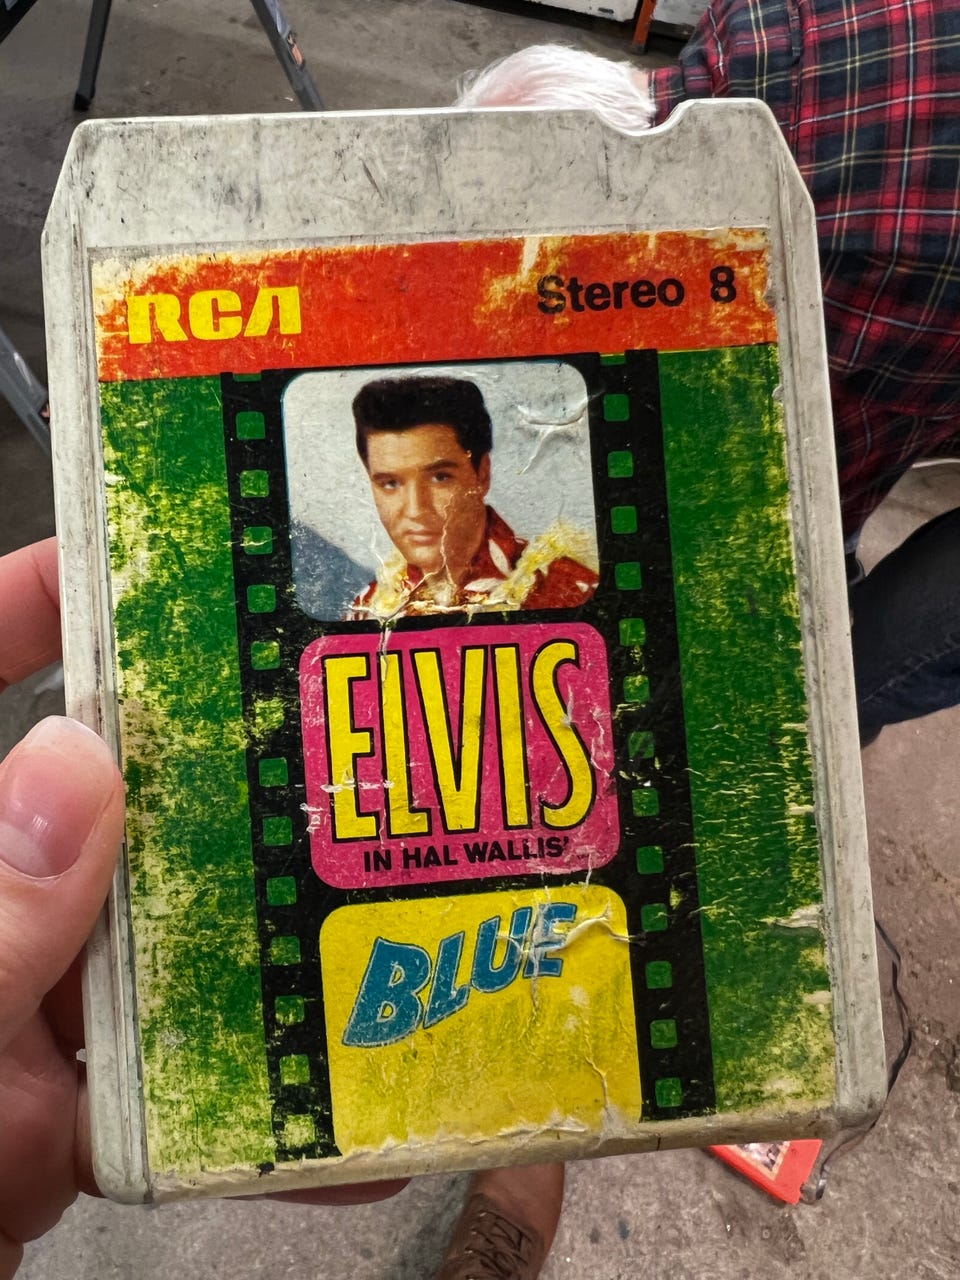 RCA
Stereo 8
ELVIS
IN HAL WALLIS'
BLUE